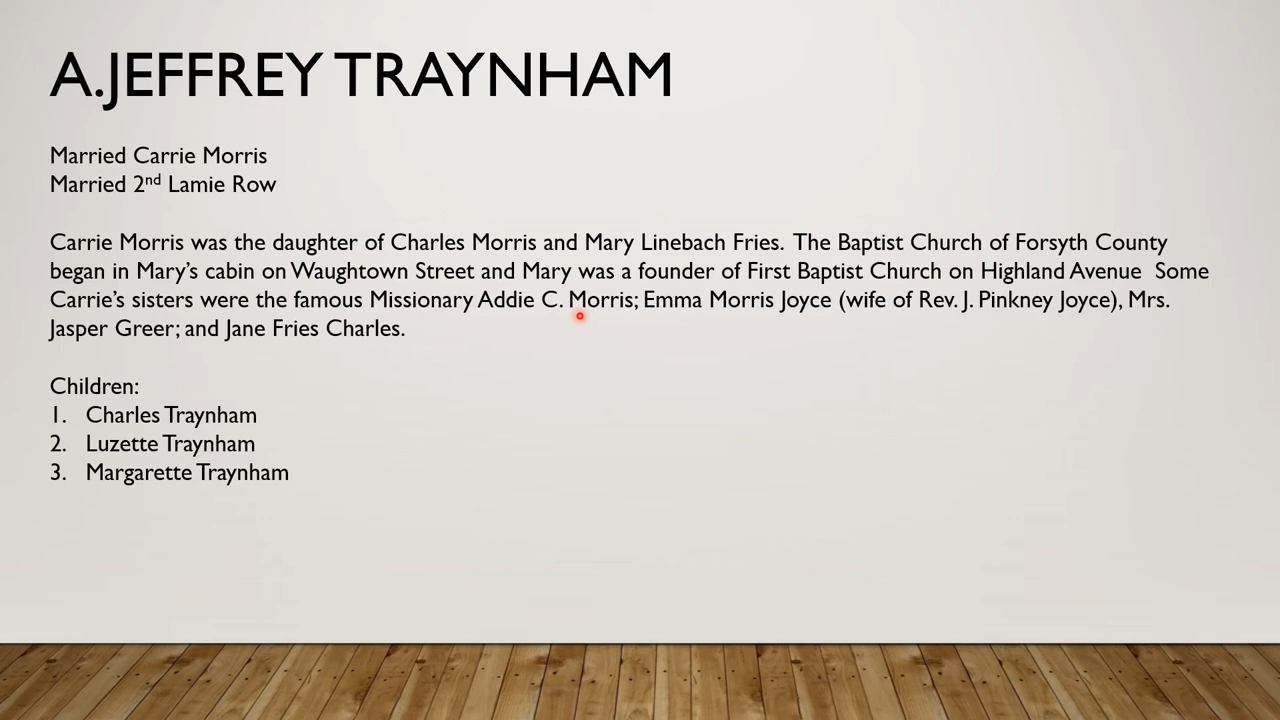 A.JEFFREY TRAYNHAM
Married Carrie Morris
Married 2nd Lamie Row
Carrie Morris was the daughter of Charles Morris and Mary Linebach Fries. The Baptist Church of Forsyth County
began in Mary's cabin on Waughtown Street and Mary was a founder of First Baptist Church on Highland Avenue Some
Carrie's sisters were the famous Missionary Addie C. Morris; Emma Morris Joyce (wife of Rev. J. Pinkney Joyce), Mrs.
Jasper Greer; and Jane Fries Charles.
Children:
1. Charles Traynham
2. Luzette Traynham
3. Margarette Traynham